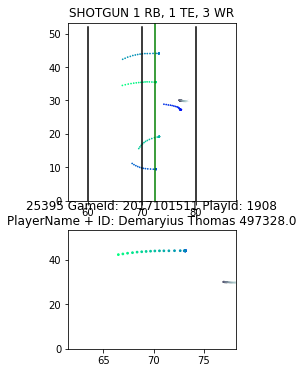 SHOTGUN 1 RB, 1 TE, 3 WR
50
40
30
20
10
0
60 70 80
25395 GameId: 2017101511 PlayId: 1908
PlayerName + ID: Demaryius Thomas 497328.0
40
20
0
65 70 75